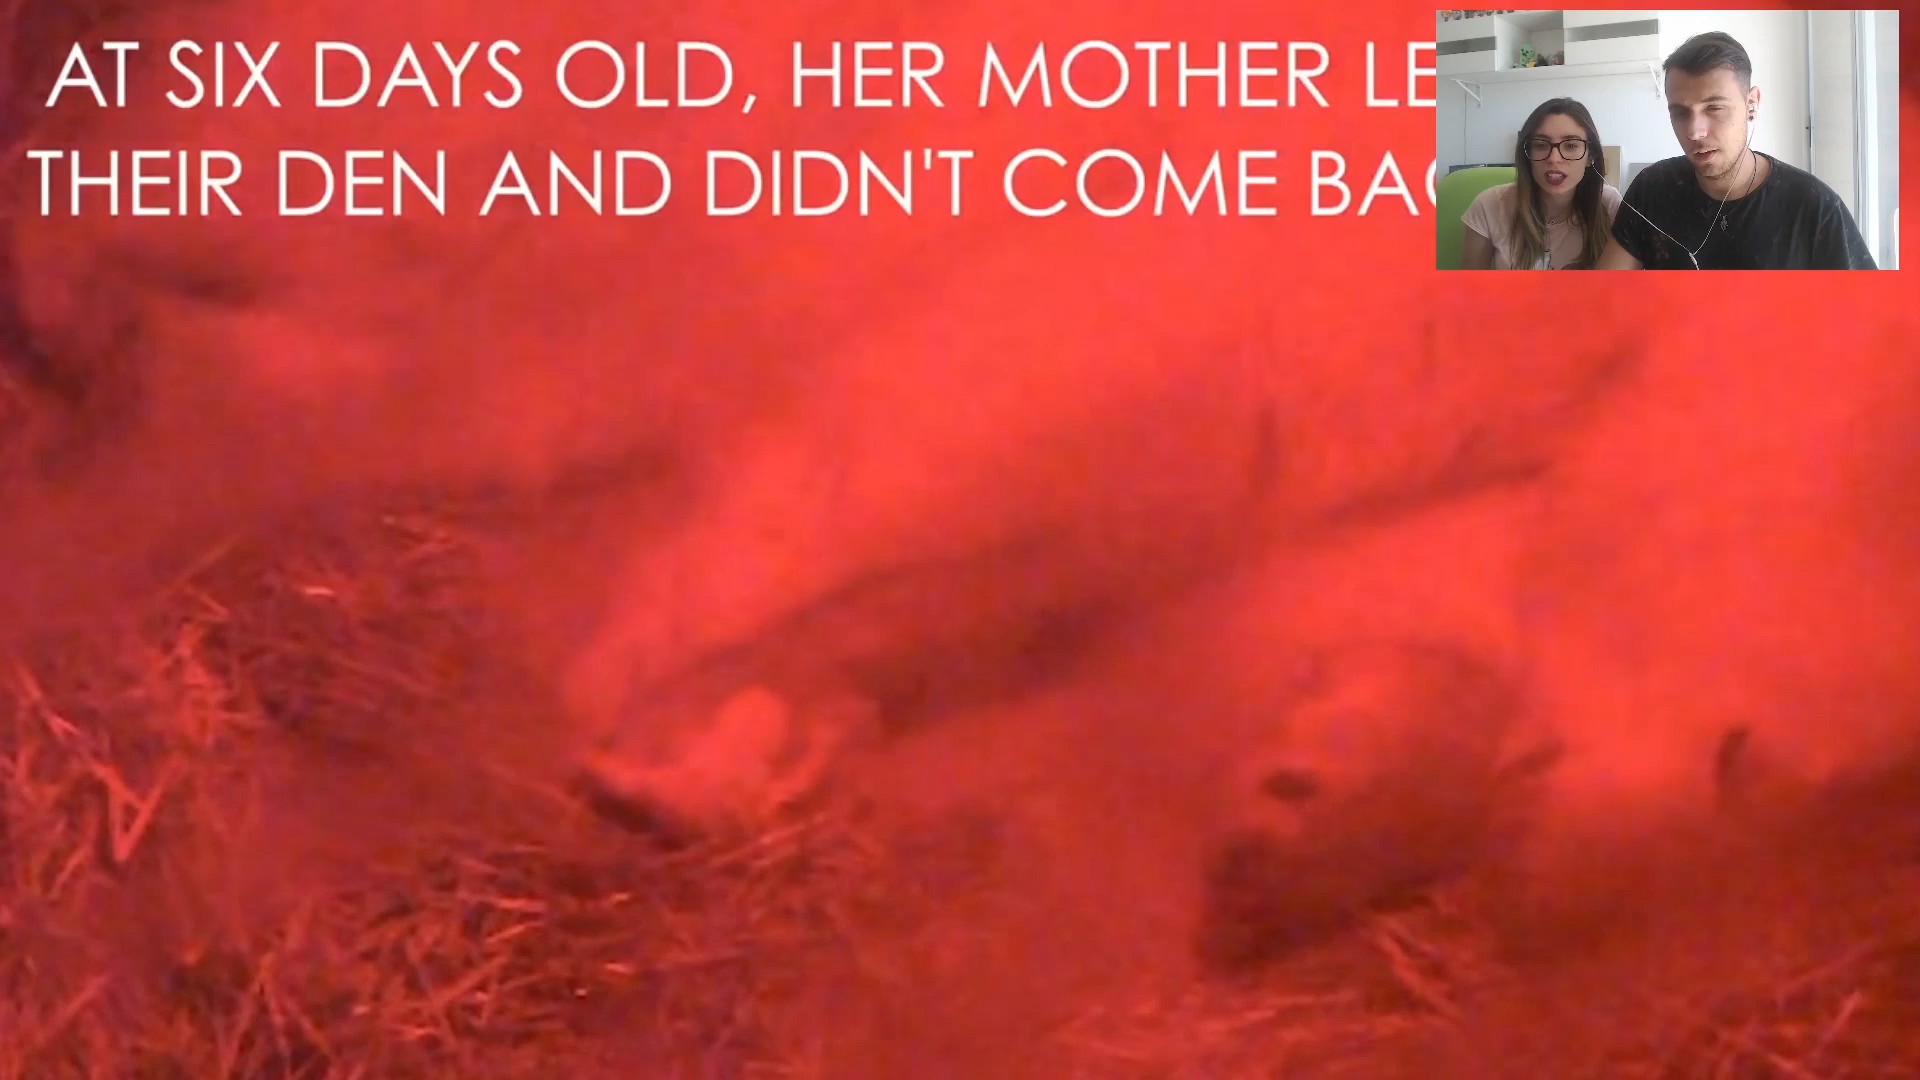 AT SIX DAYS OLD, HER MOTHER
THEIR DEN AND DIDN'T COME